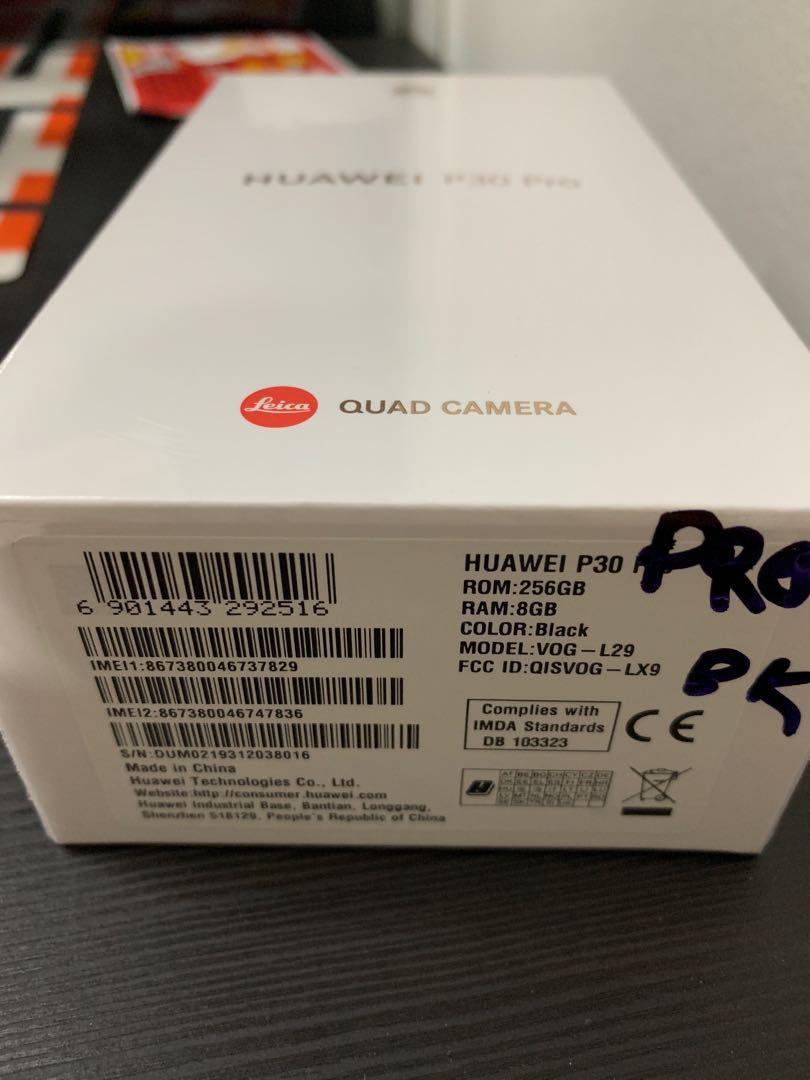 HUAWEI P30 Pro
Leica QUAD CAMERA
6 901443 292516
IMEI1:867380046737829
IMEI2:867380046747836
S/N:DUM0219312038016
Made in China
Huawei Technologies Co., Ltd.
Website:http://consumer.huawei.com
Huawei Industrial Base, Bantian, Longgang,
Shenzhen 518129, People's Republic of China
HUAWEI P30
PRO
ROM:256GB
RAM:8GB
COLOR:Black
MODEL:VOG-L29
FCC ID:QISVOG-LX9
BK
Complies with
IMDA Standards
DB 103323
CE